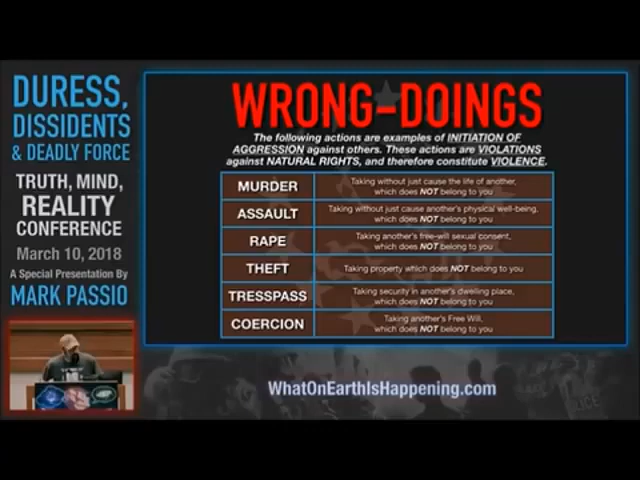 DURESS,
DISSIDENTS
& DEADLY FORCE
TRUTH, MIND,
REALITY
CONFERENCE
March 10, 2018
A Special Presentation By
MARK PASSIO
WRONG-DOINGS
The following actions are examples of INITIATION OF
AGGRESSION against others. These actions are VIOLATIONS
against NATURAL RIGHTS, and therefore constitute VIOLENCE.
MURDER
Taking without just cause the life of another,
which does NOT belong to you
ASSAULT
Taking without just cause another's physical well-being,
which does NOT belong to you
RAPE
Taking another's free-will sexual consent,
which does NOT belong to you
THEFT
Taking property which does NOT belong to you
TRESSPASS
Taking security in another's dwelling place,
which does NOT belong to you
COERCION
Taking another's Free Will,
which does NOT belong to you
WhatOnEarthIsHappening.com